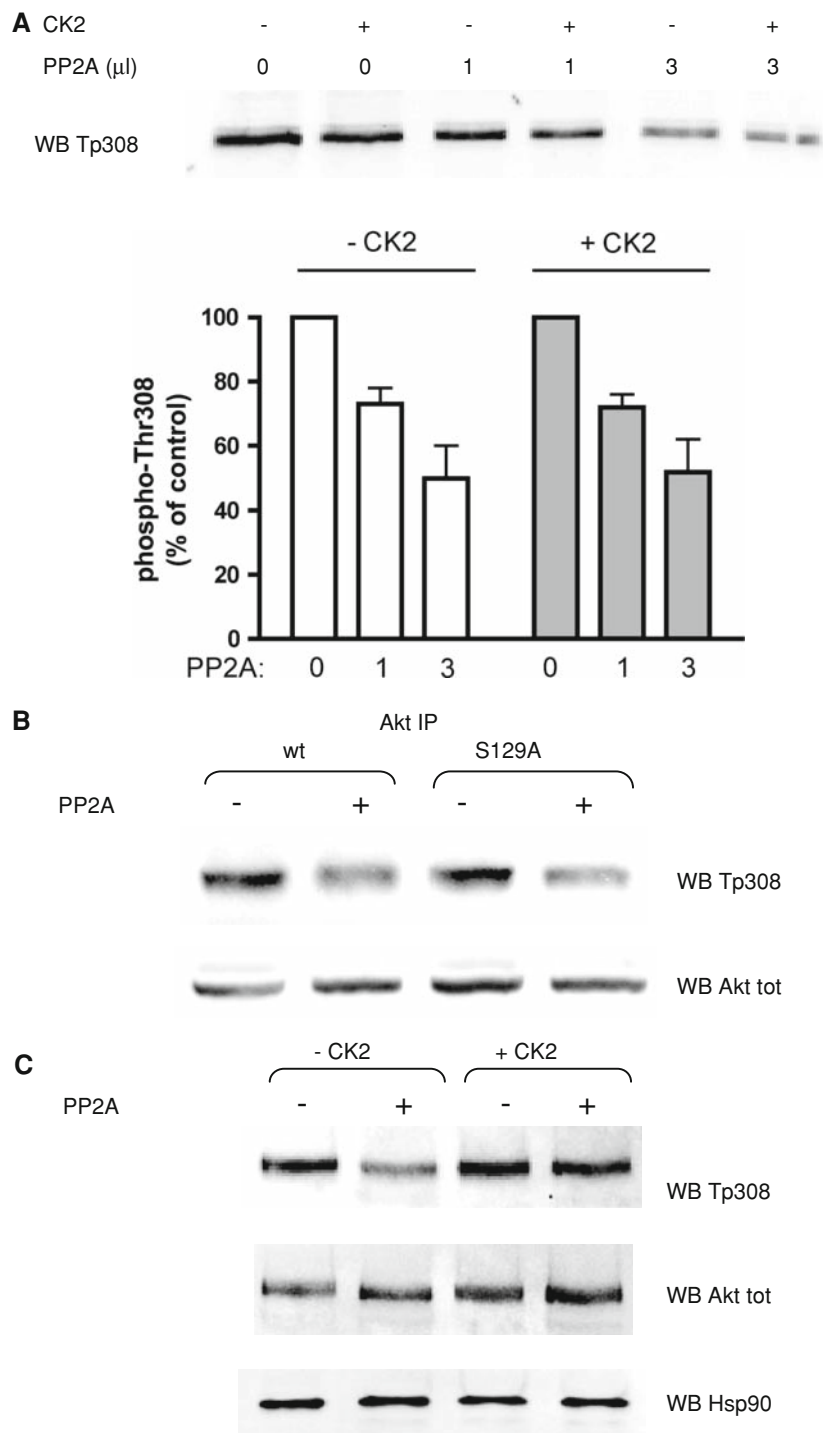 A CK2 - + - + - +
PP2A (µl) 0 0 1 1 3 3
WB Tp308
- CK2 + CK2
phospho-Thr308
(% of control)
100
80
60
40
20
0
PP2A: 0 1 3 0 1 3
B Akt IP
wt S129A
PP2A - + - +
WB Tp308
WB Akt tot
C - CK2 + CK2
PP2A - + - +
WB Tp308
WB Akt tot
WB Hsp90